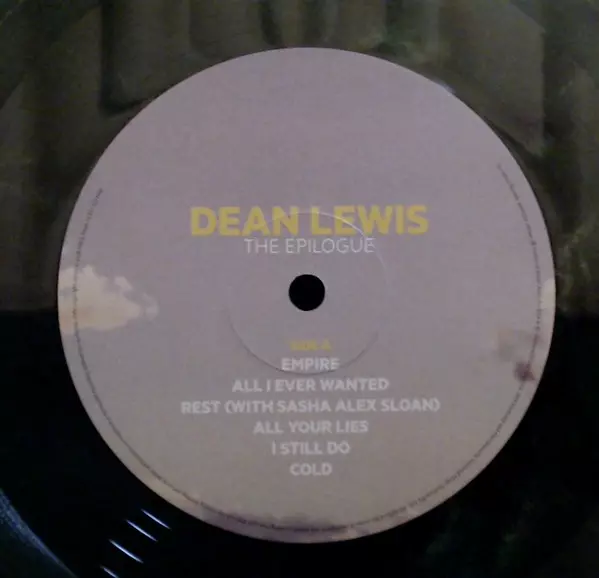 DEAN LEWIS
THE EPILOGUE
SIDE A
EMPIRE
ALL I EVER WANTED
REST (WITH SASHA ALEX SLOAN)
ALL YOUR LIES
I STILL DO
COLD